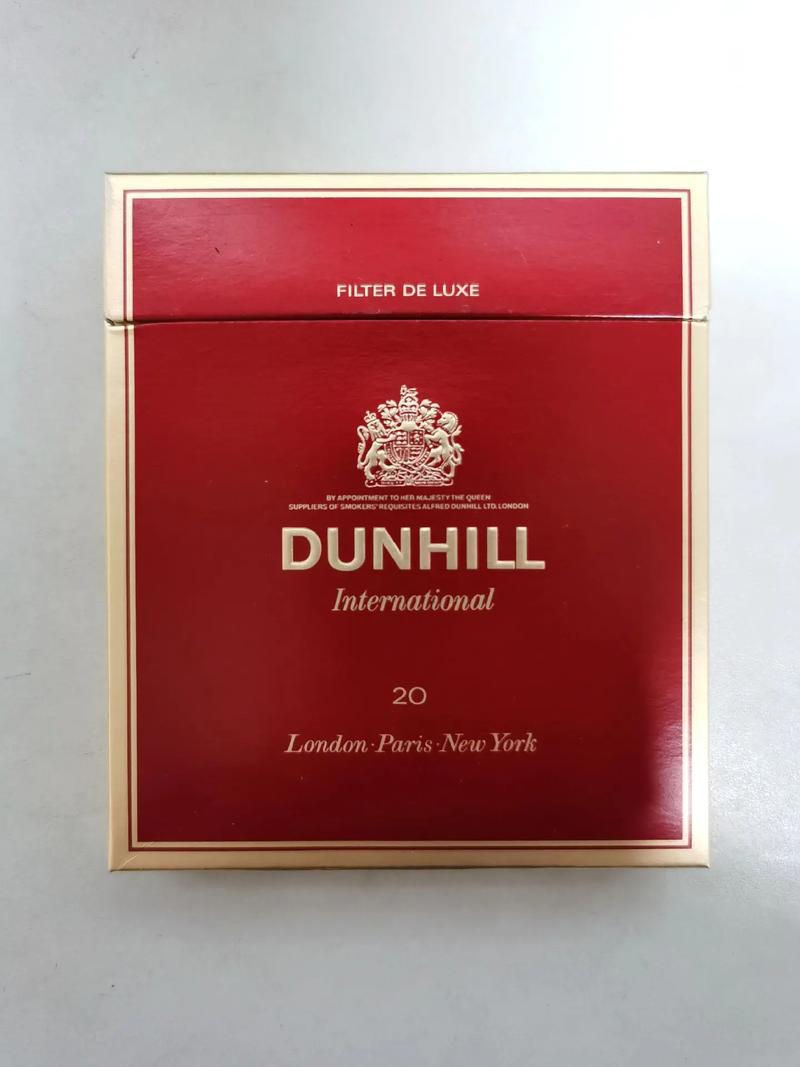 FILTER DE LUXE
BY APPOINTMENT TO HER MAJESTY THE QUEEN
SUPPLIERS OF SMOKERS' REQUISITES ALFRED DUNHILL LTD. LONDON
DUNHILL
International
20
London·Paris·New York